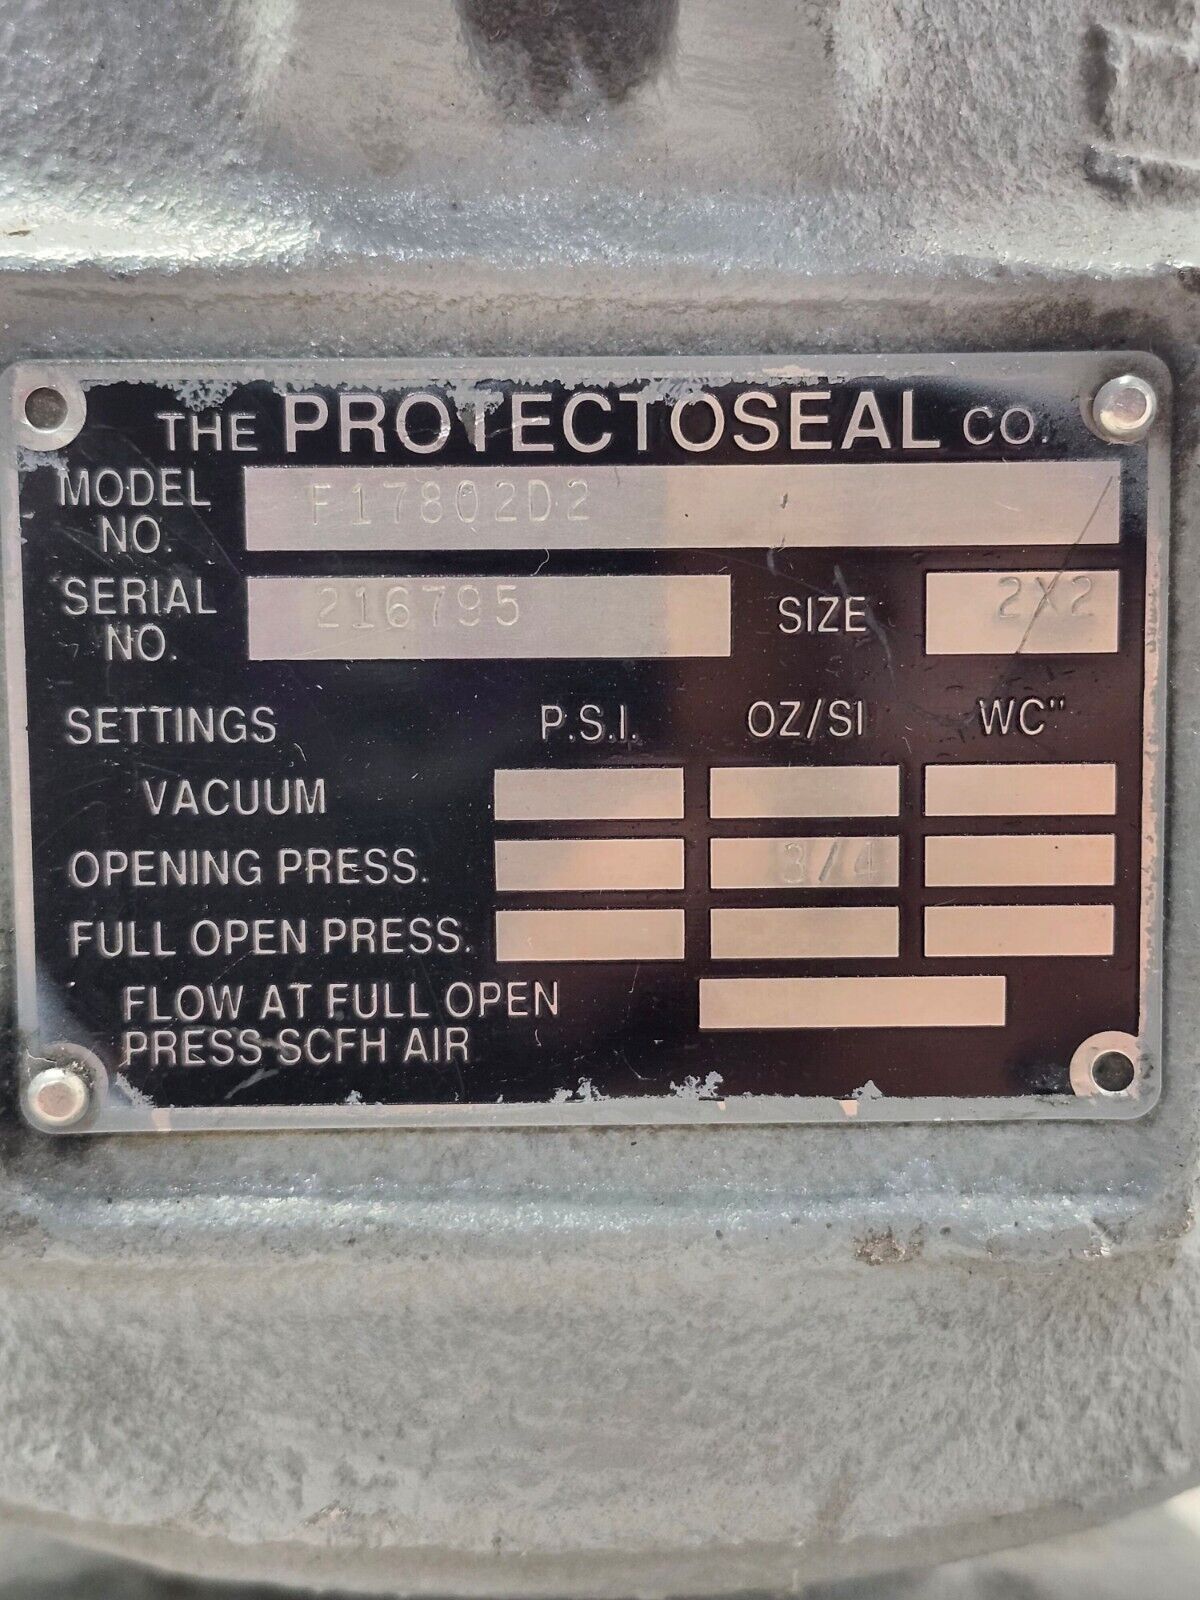 THE PROTECTOSEAL CO.
MODEL NO. F17802D2
SERIAL NO. 216795 SIZE 2X2
SETTINGS P.S.I. OZ/SI WC"
VACUUM
OPENING PRESS. 3/4
FULL OPEN PRESS.
FLOW AT FULL OPEN
PRESS-SCFH AIR